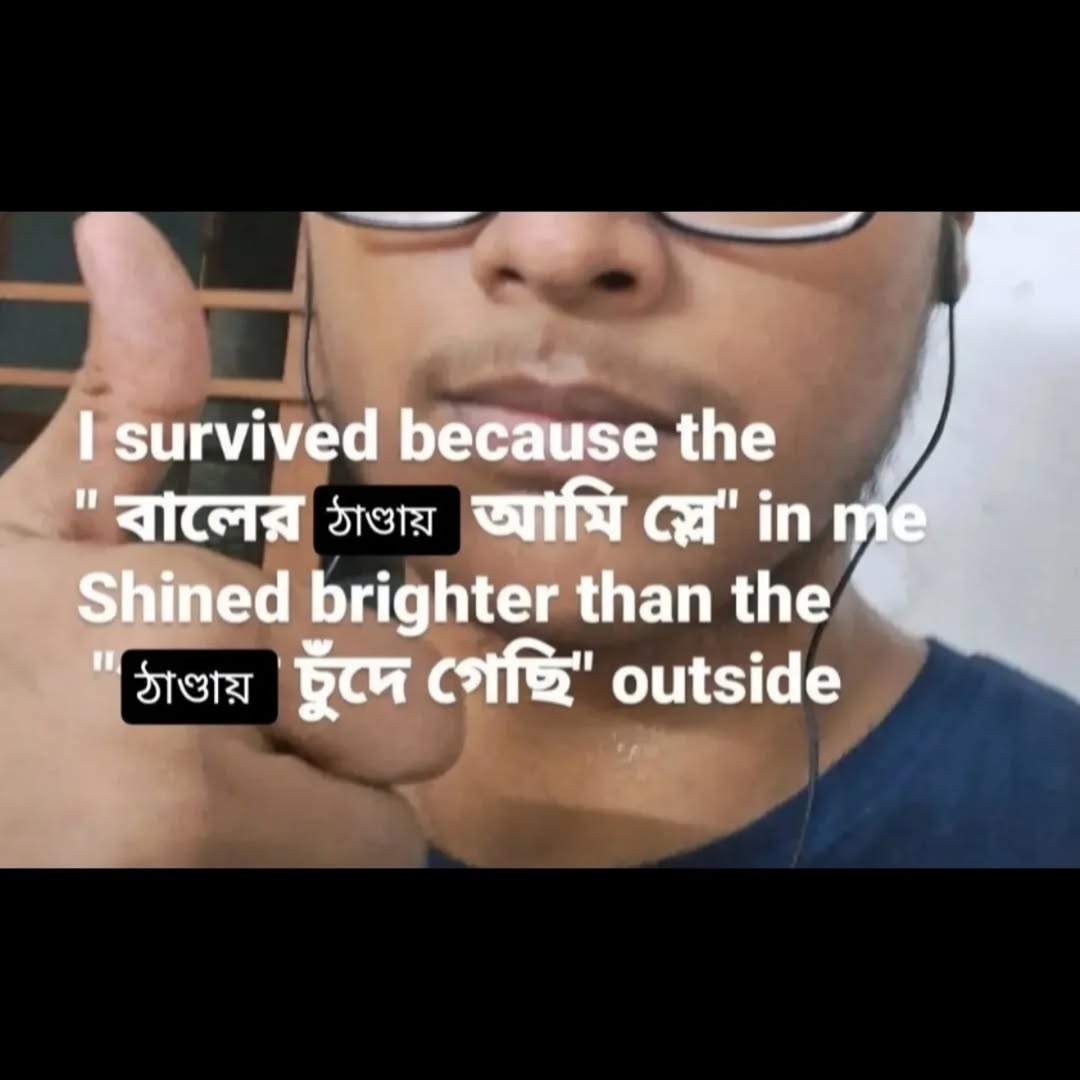 I survived because the
" বালের ঠাণ্ডায় আমি স্লে" in me
Shined brighter than the
"ঠাণ্ডায় চুঁদে গেছি" outside